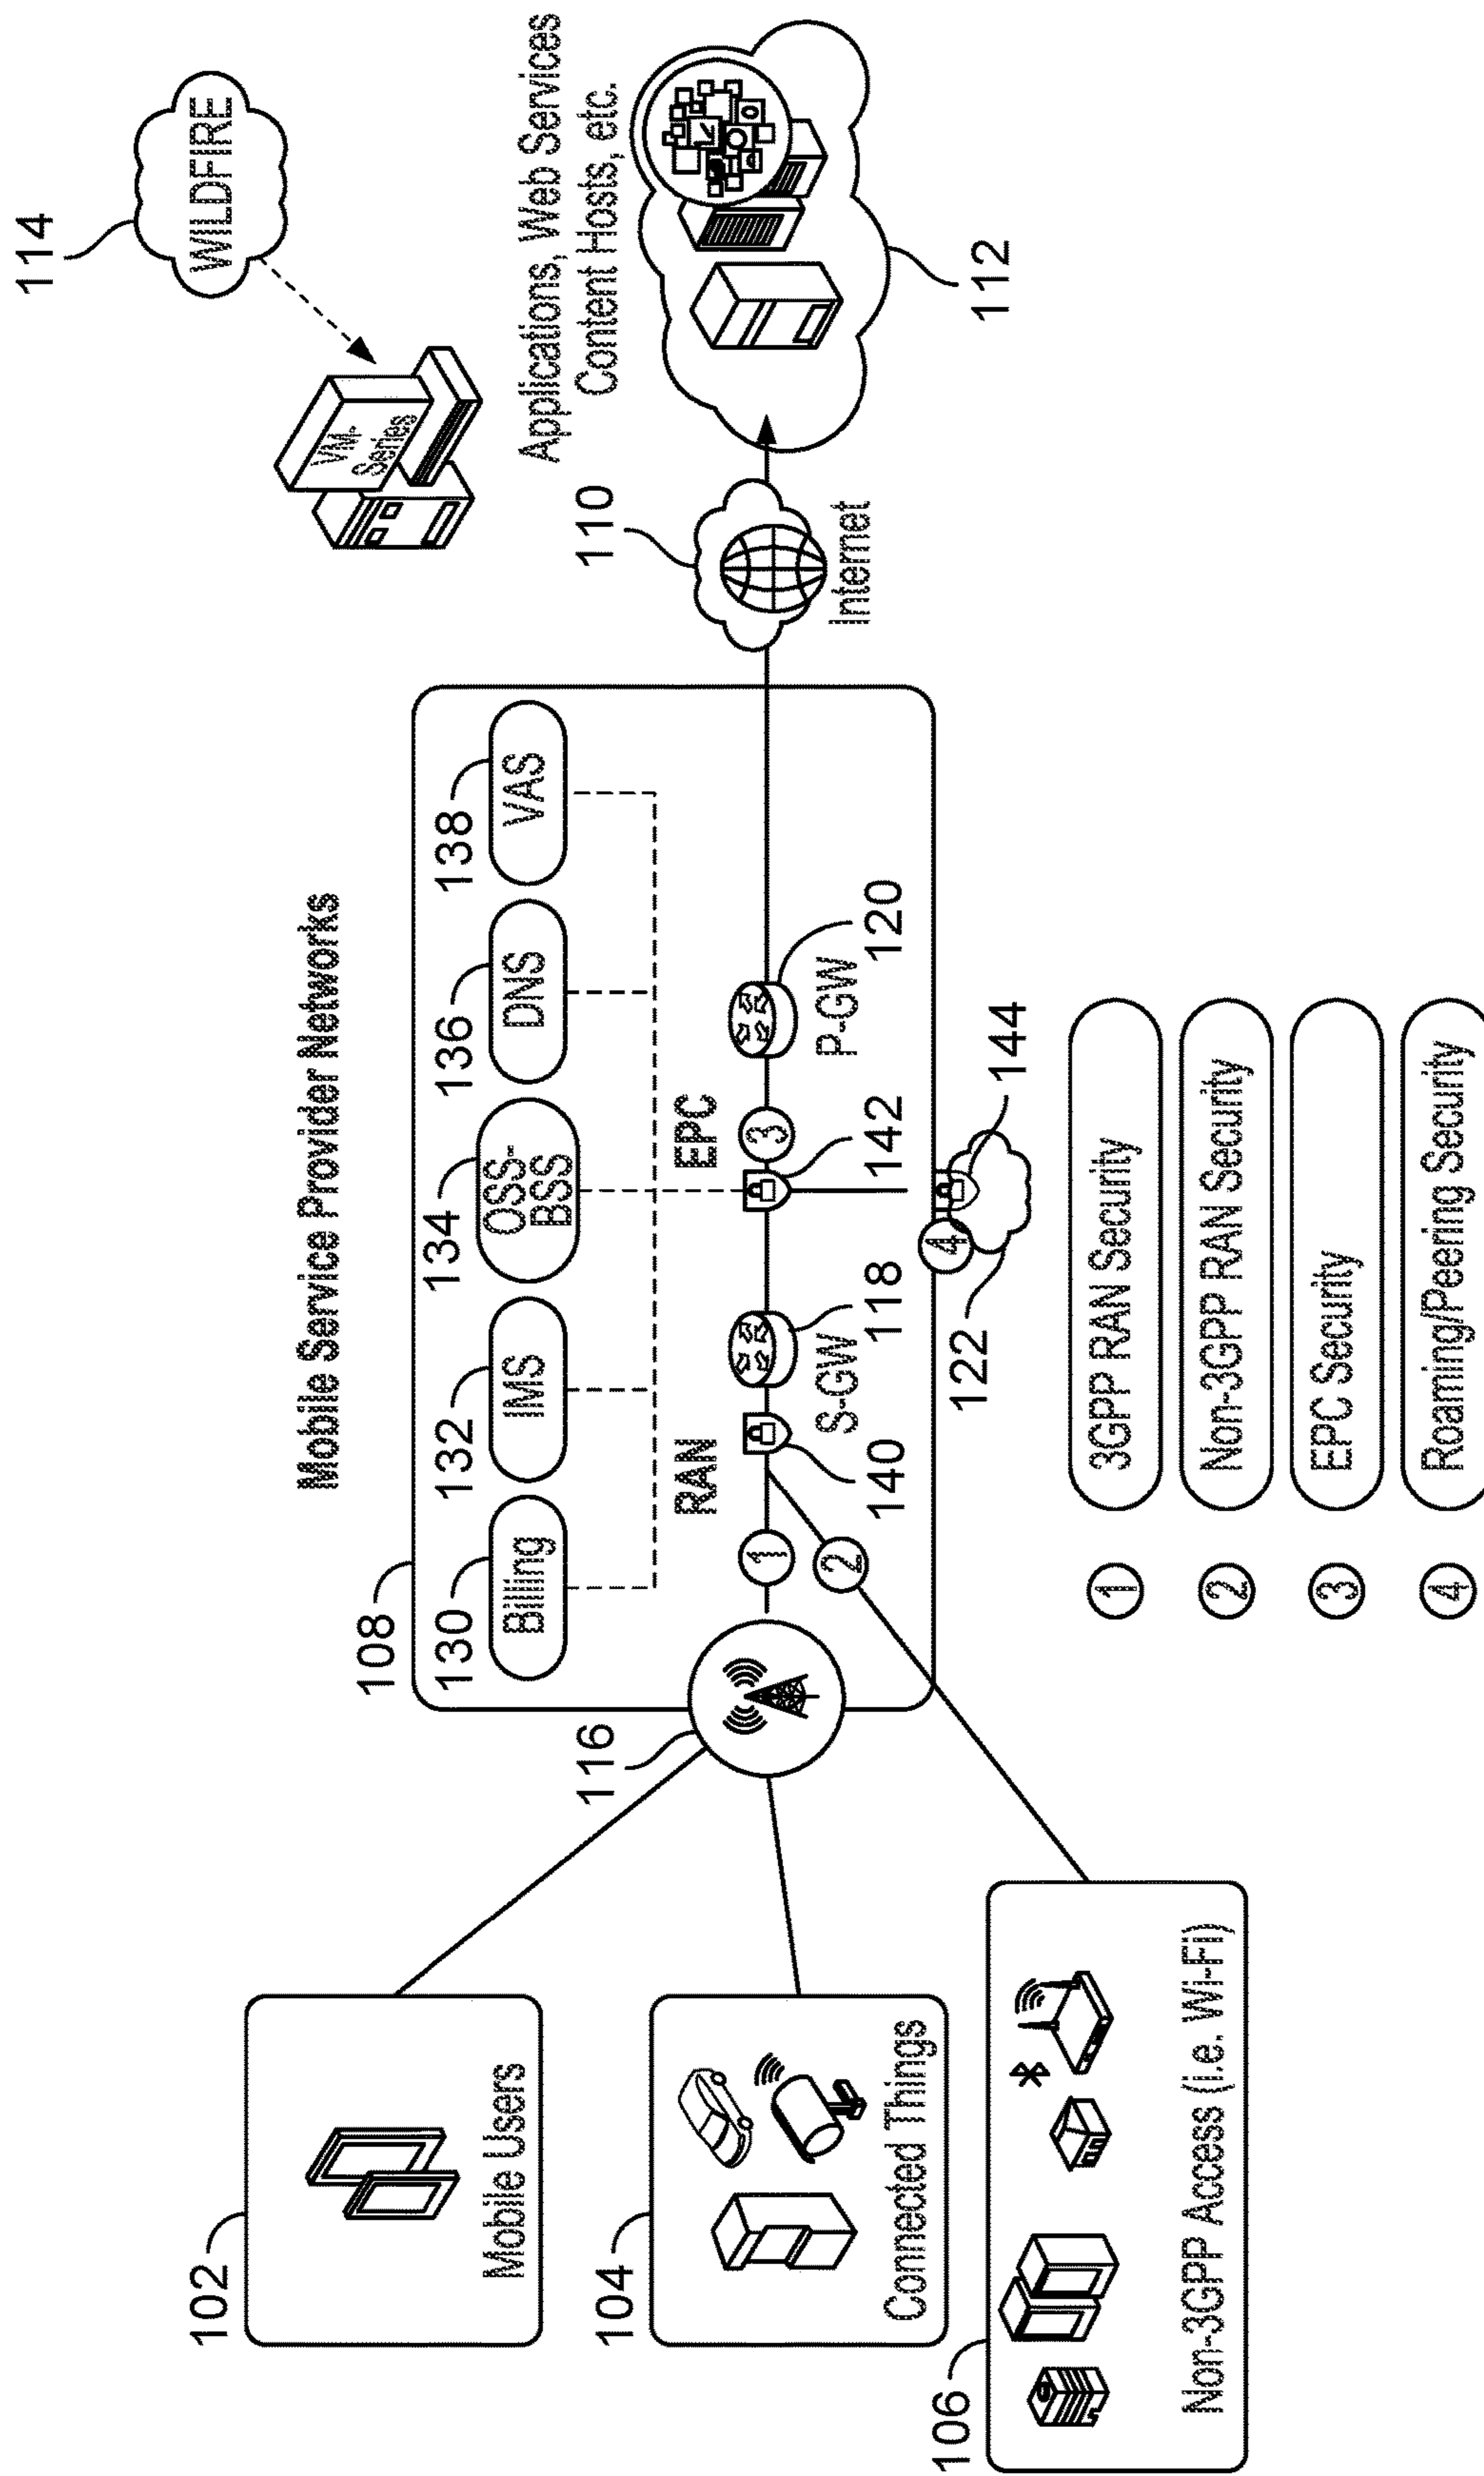 114
WILDFIRE
VM-
Series
Applications, Web Services
Content Hosts, etc.
112
110
Internet
Mobile Service Provider Networks
108
130
Billing
132
IMS
134
OSS-
BSS
136
DNS
138
VAS
RAN
EPC
116
1
2
140
S-GW
118
3
142
P-GW
120
4
122
144
102
Mobile Users
104
Connected Things
106
Non-3GPP Access (i.e. Wi-Fi)
1 3GPP RAN Security
2 Non-3GPP RAN Security
3 EPC Security
4 Roaming/Peering Security